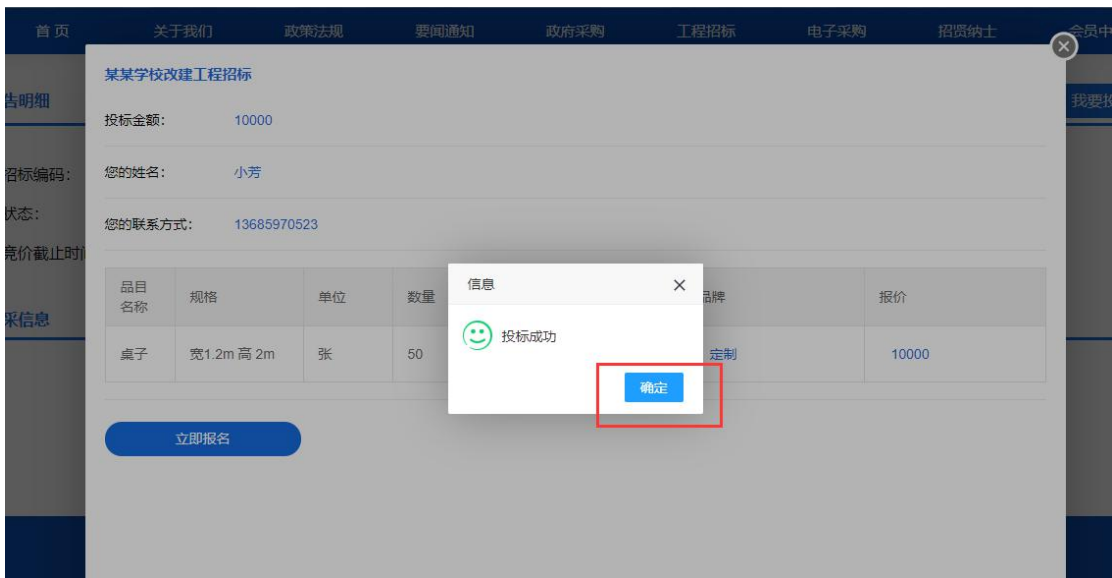 首页 关于我们 政策法规 要闻通知 政府采购 工程招标 电子采购 招贤纳士 会员中
某某学校改建工程招标
告明细
我要投
投标金额： 10000
招标编码：
您的姓名： 小芳
状态：
您的联系方式： 13685970523
竞价截止时间
品目名称 规格 单位 数量 品牌 报价
信息
采信息
投标成功
桌子 宽1.2m 高 2m 张 50 定制 10000
确定
立即报名